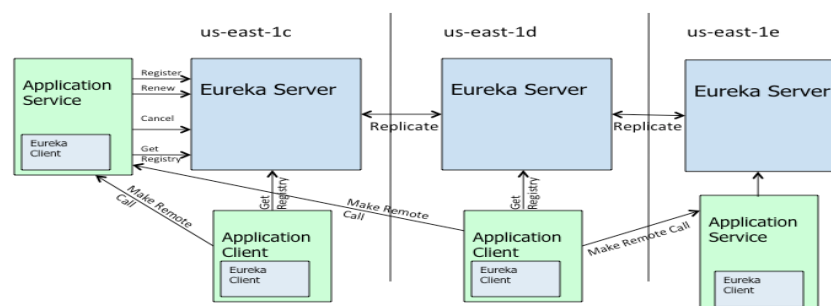 us-east-1c
us-east-1d
us-east-1e
Application
Service
Eureka
Client
Register
Renew
Cancel
Get
Registry
Eureka Server
Replicate
Eureka Server
Replicate
Eureka Server
Make Remote
Call
Get
Registry
Make Remote
Call
Get
Registry
Make Remote Call
Application
Client
Eureka
Client
Application
Client
Eureka
Client
Application
Service
Eureka
Client